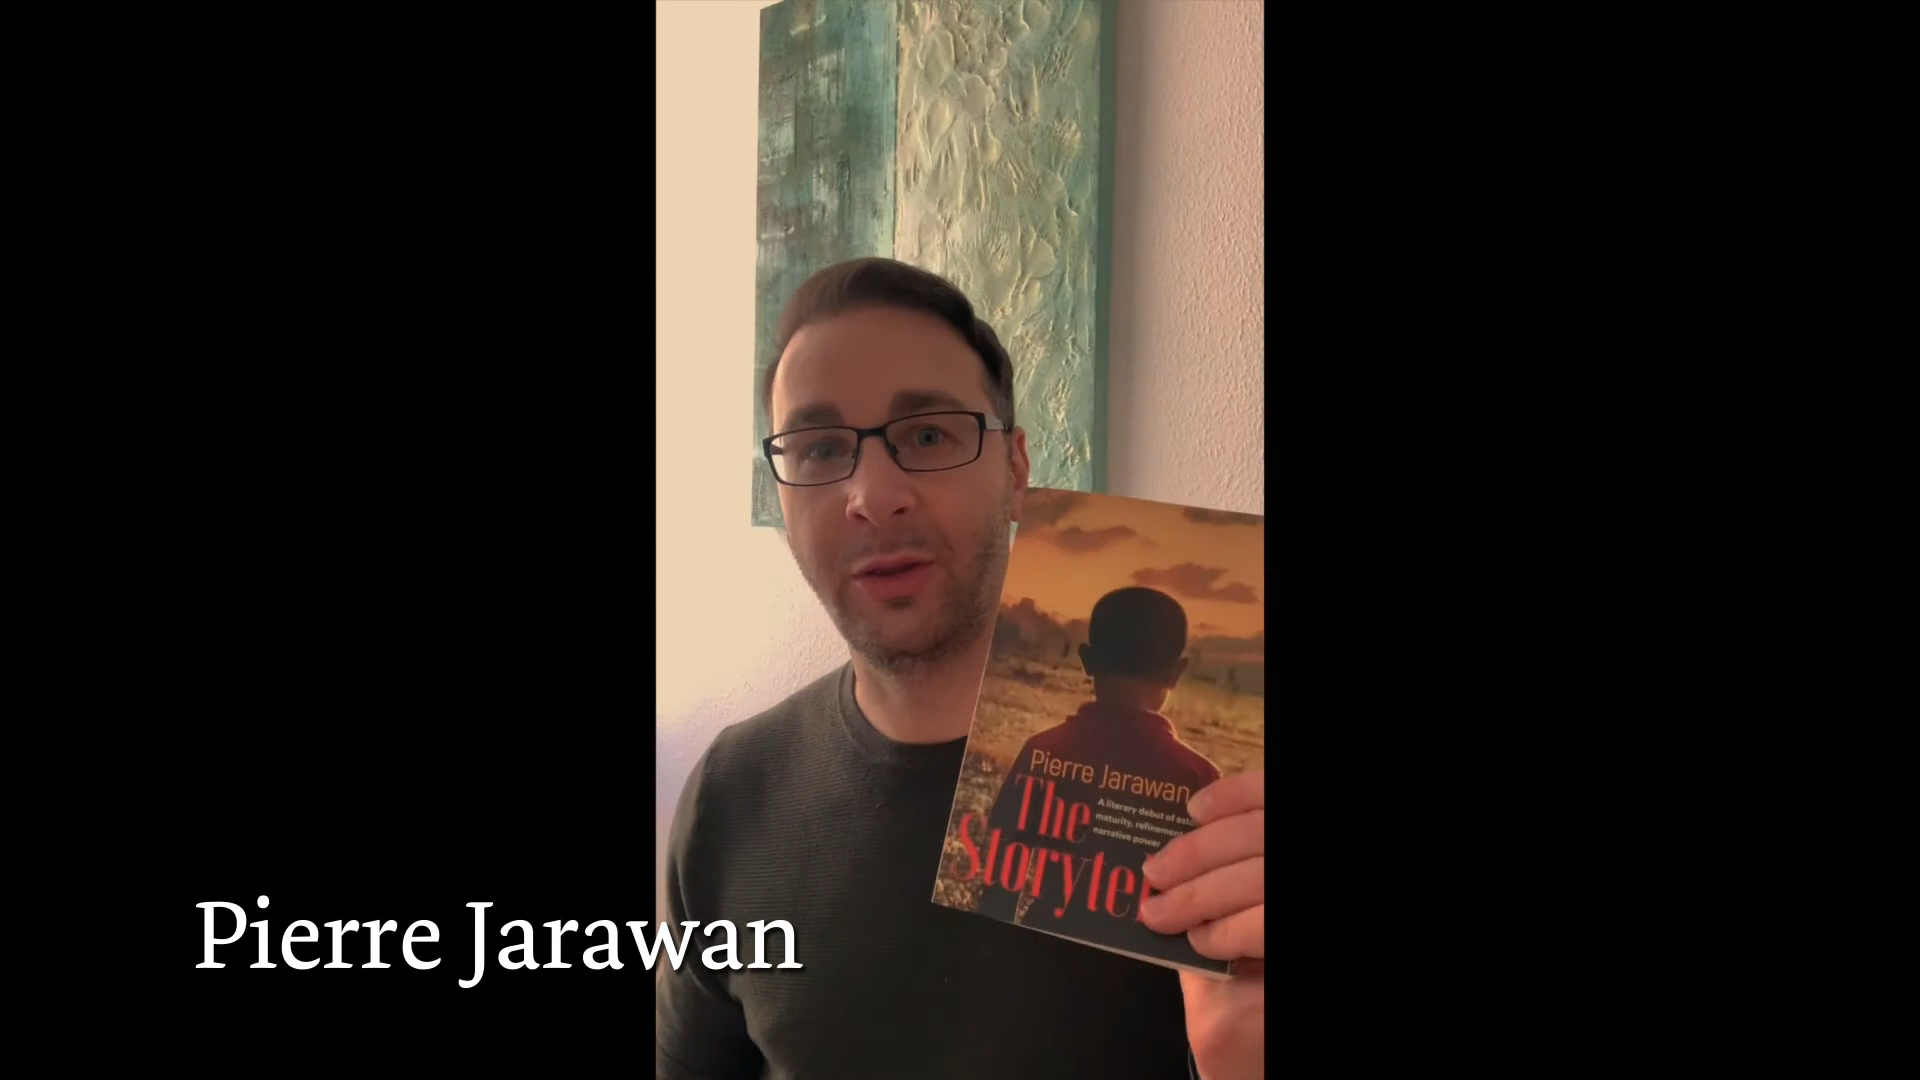 Pierre Jarawan
The
A literary debut of
maturity, refinement
narrative power
Pierre Jarawan